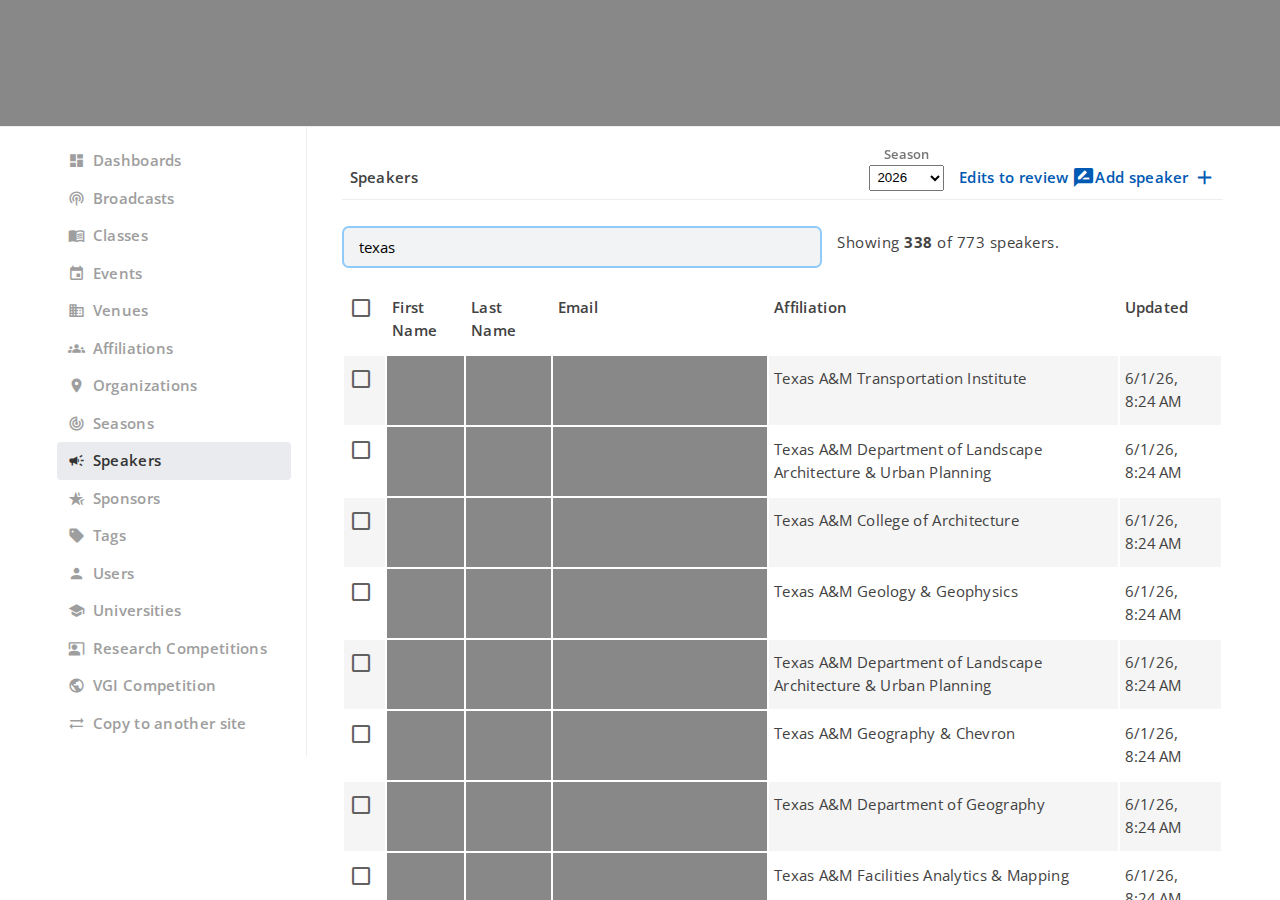 Dashboards
Broadcasts
Classes
Events
Venues
Affiliations
Organizations
Seasons
Speakers
Sponsors
Tags
Users
Universities
Research Competitions
VGI Competition
Copy to another site
Speakers
Season
2026
Edits to review
Add speaker
texas
Showing 338 of 773 speakers.
First Name
Last Name
Email
Affiliation
Updated
Texas A&M Transportation Institute
6/1/26,
8:24 AM
Texas A&M Department of Landscape
Architecture & Urban Planning
6/1/26,
8:24 AM
Texas A&M College of Architecture
6/1/26,
8:24 AM
Texas A&M Geology & Geophysics
6/1/26,
8:24 AM
Texas A&M Department of Landscape
Architecture & Urban Planning
6/1/26,
8:24 AM
Texas A&M Geography & Chevron
6/1/26,
8:24 AM
Texas A&M Department of Geography
6/1/26,
8:24 AM
Texas A&M Facilities Analytics & Mapping
6/1/26,
8:24 AM